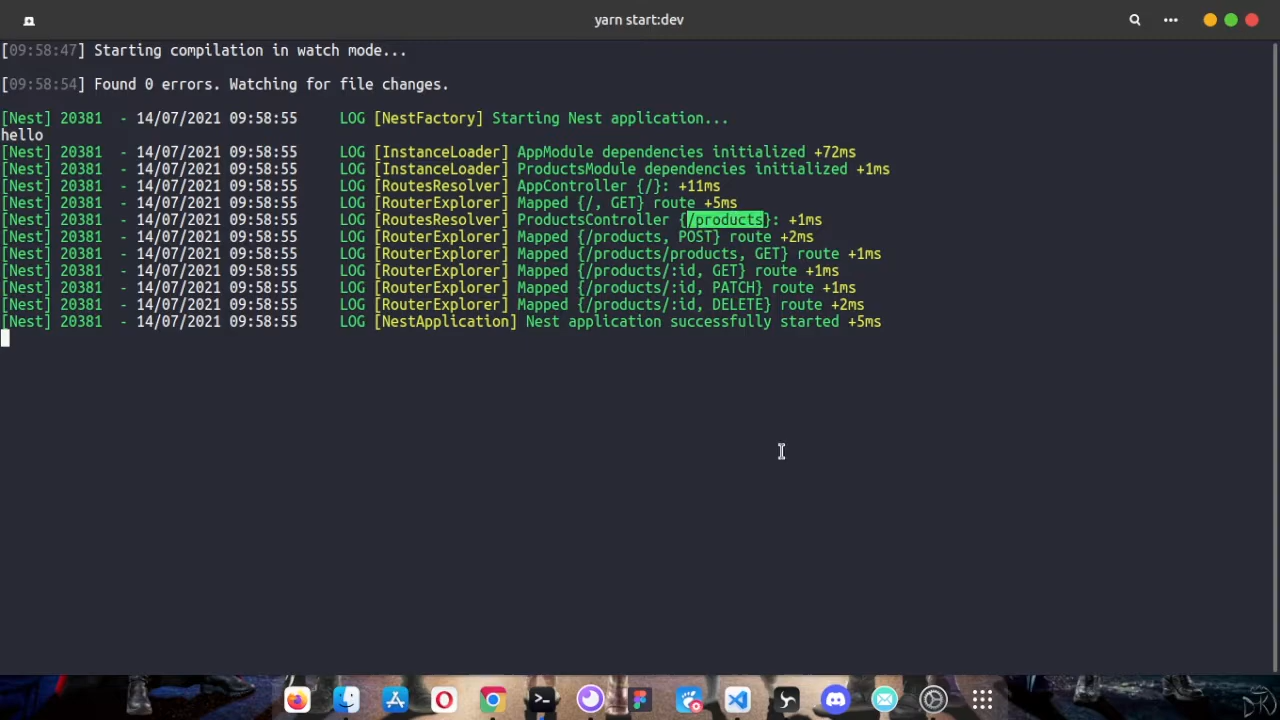 yarn start:dev
[09:58:47] Starting compilation in watch mode...
[09:58:54] Found 0 errors. Watching for file changes.
[Nest] 20381  - 14/07/2021 09:58:55     LOG [NestFactory] Starting Nest application...
hello
[Nest] 20381  - 14/07/2021 09:58:55     LOG [InstanceLoader] AppModule dependencies initialized +72ms
[Nest] 20381  - 14/07/2021 09:58:55     LOG [InstanceLoader] ProductsModule dependencies initialized +1ms
[Nest] 20381  - 14/07/2021 09:58:55     LOG [RoutesResolver] AppController {/}: +11ms
[Nest] 20381  - 14/07/2021 09:58:55     LOG [RouterExplorer] Mapped {/, GET} route +5ms
[Nest] 20381  - 14/07/2021 09:58:55     LOG [RoutesResolver] ProductsController {/products}: +1ms
[Nest] 20381  - 14/07/2021 09:58:55     LOG [RouterExplorer] Mapped {/products, POST} route +2ms
[Nest] 20381  - 14/07/2021 09:58:55     LOG [RouterExplorer] Mapped {/products/products, GET} route +1ms
[Nest] 20381  - 14/07/2021 09:58:55     LOG [RouterExplorer] Mapped {/products/:id, GET} route +1ms
[Nest] 20381  - 14/07/2021 09:58:55     LOG [RouterExplorer] Mapped {/products/:id, PATCH} route +1ms
[Nest] 20381  - 14/07/2021 09:58:55     LOG [RouterExplorer] Mapped {/products/:id, DELETE} route +2ms
[Nest] 20381  - 14/07/2021 09:58:55     LOG [NestApplication] Nest application successfully started +5ms